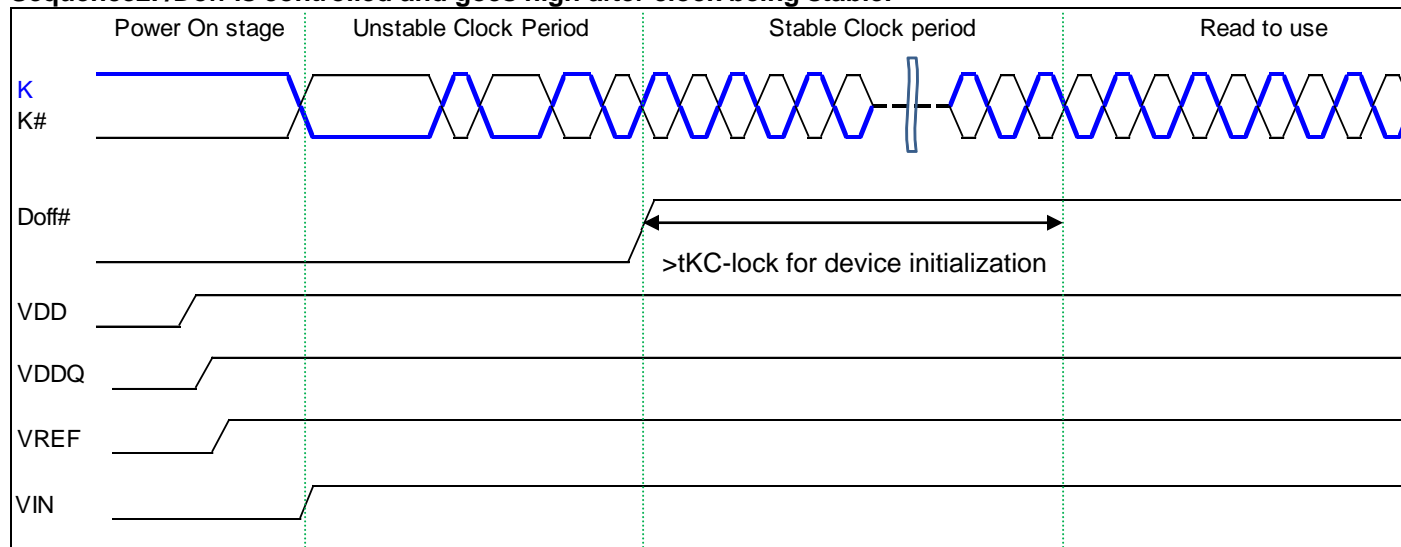 Sequence2. /Doff is controlled and goes high after clock being stable.
Power On stage
Unstable Clock Period
Stable Clock period
Read to use
K
K#
Doff#
>tKC-lock for device initialization
VDD
VDDQ
VREF
VIN